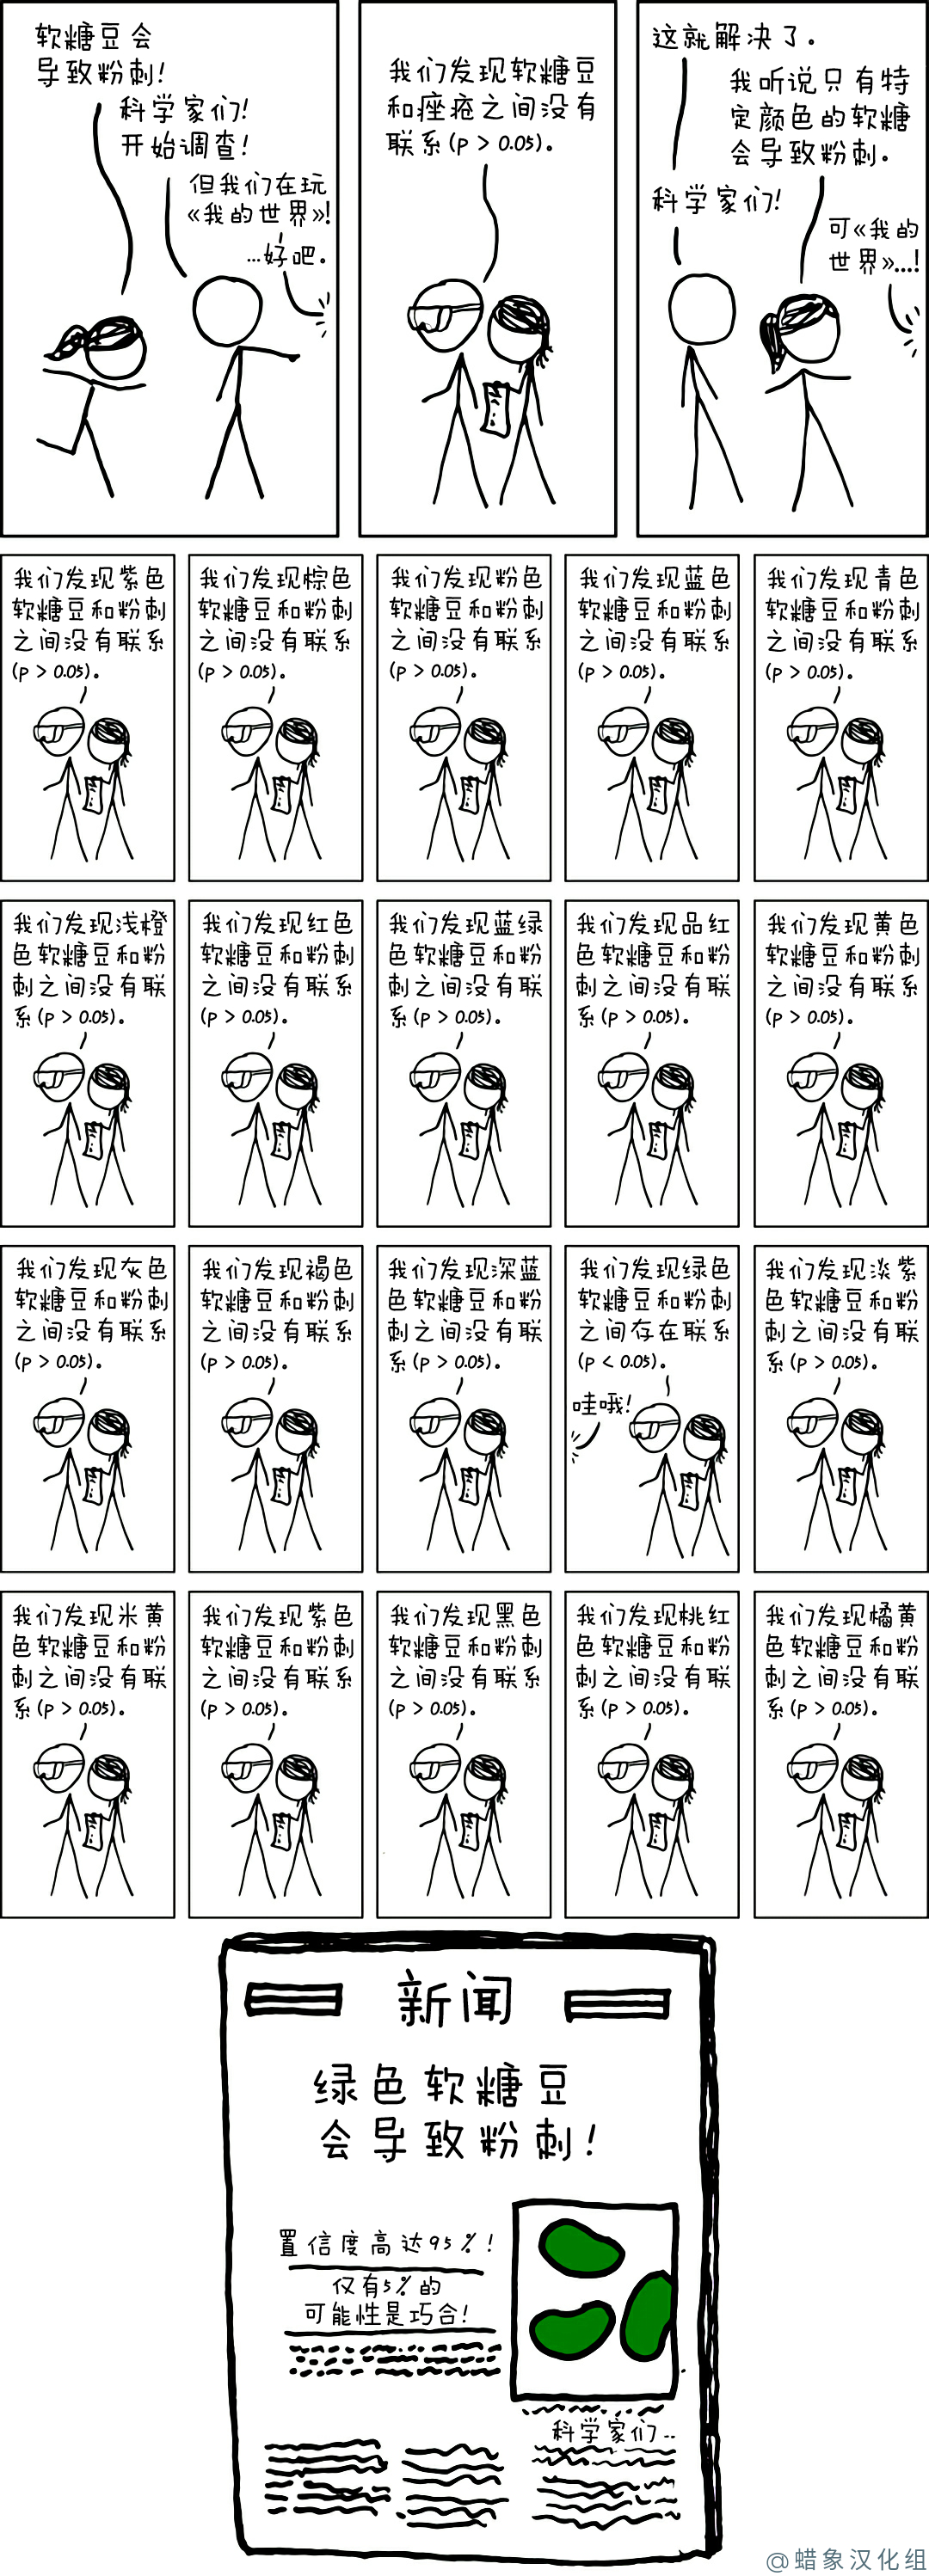 软糖豆会
导致粉刺!
科学家们!
开始调查!
但我们在玩
《我的世界》!
...好吧。
我们发现软糖豆
和痤疮之间没有
联系(p > 0.05)。
这就解决了。
我听说只有特
定颜色的软糖
会导致粉刺。
科学家们!
可《我的
世界》...!
我们发现紫色
软糖豆和粉刺
之间没有联系
(p > 0.05)。
我们发现棕色
软糖豆和粉刺
之间没有联系
(p > 0.05)。
我们发现粉色
软糖豆和粉刺
之间没有联系
(p > 0.05)。
我们发现蓝色
软糖豆和粉刺
之间没有联系
(p > 0.05)。
我们发现青色
软糖豆和粉刺
之间没有联系
(p > 0.05)。
我们发现浅橙
色软糖豆和粉
刺之间没有联
系(p > 0.05)。
我们发现红色
软糖豆和粉刺
之间没有联系
(p > 0.05)。
我们发现蓝绿
色软糖豆和粉
刺之间没有联
系(p > 0.05)。
我们发现品红
色软糖豆和粉
刺之间没有联
系(p > 0.05)。
我们发现黄色
软糖豆和粉刺
之间没有联系
(p > 0.05)。
我们发现灰色
软糖豆和粉刺
之间没有联系
(p > 0.05)。
我们发现褐色
软糖豆和粉刺
之间没有联系
(p > 0.05)。
我们发现深蓝
色软糖豆和粉
刺之间没有联
系(p > 0.05)。
我们发现绿色
软糖豆和粉刺
之间存在联系
(p < 0.05)。
哇哦!
我们发现淡紫
色软糖豆和粉
刺之间没有联
系(p > 0.05)。
我们发现米黄
色软糖豆和粉
刺之间没有联
系(p > 0.05)。
我们发现紫色
软糖豆和粉刺
之间没有联系
(p > 0.05)。
我们发现黑色
软糖豆和粉刺
之间没有联系
(p > 0.05)。
我们发现桃红
色软糖豆和粉
刺之间没有联
系(p > 0.05)。
我们发现橘黄
色软糖豆和粉
刺之间没有联
系(p > 0.05)。
新闻
绿色软糖豆
会导致粉刺!
置信度高达95%!
仅有5%的
可能性是巧合!
科学家们..
@蜡象汉化组